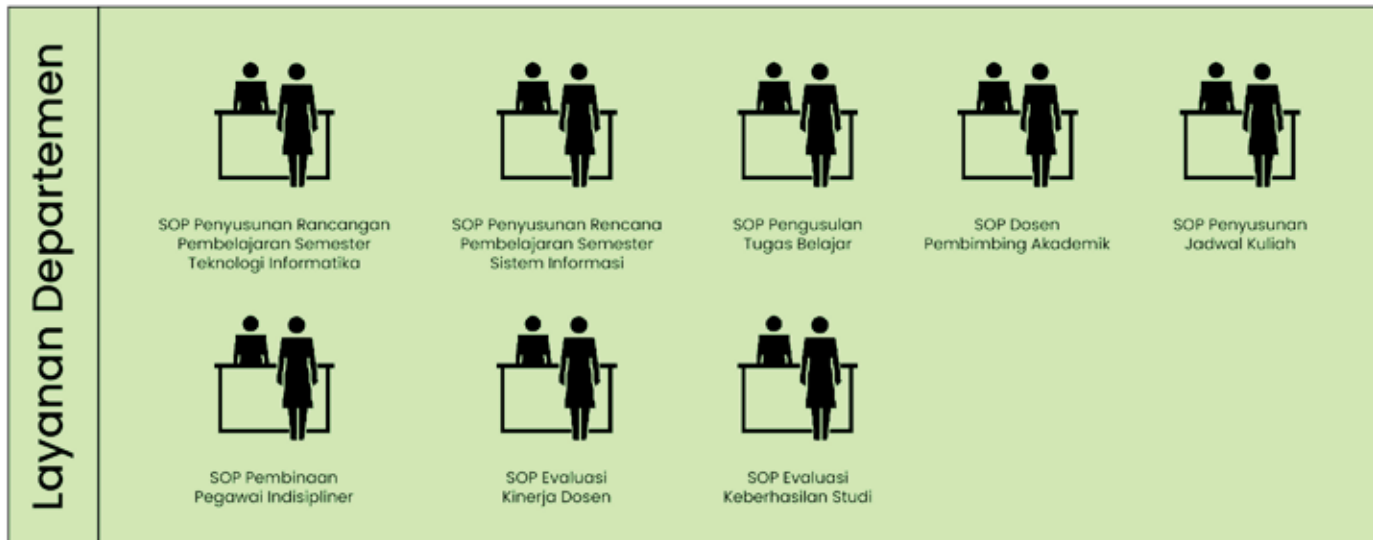 Layanan Departemen
SOP Penyusunan Rancangan
Pembelajaran Semester
Teknologi Informatika
SOP Penyusunan Rencana
Pembelajaran Semester
Sistem Informasi
SOP Pengusulan
Tugas Belajar
SOP Dosen
Pembimbing Akademik
SOP Penyusunan
Jadwal Kuliah
SOP Pembinaan
Pegawai Indisipliner
SOP Evaluasi
Kinerja Dosen
SOP Evaluasi
Keberhasilan Studi